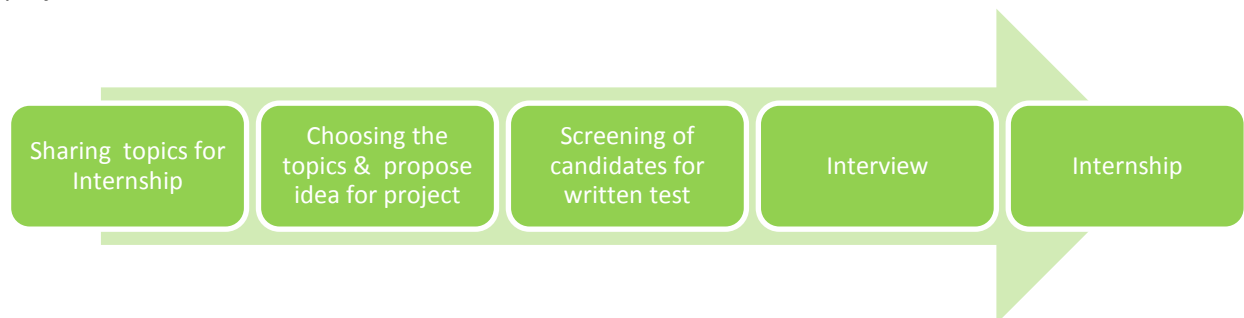 Sharing topics for
Internship
Choosing the
topics & propose
idea for project
Screening of
candidates for
written test
Interview
Internship